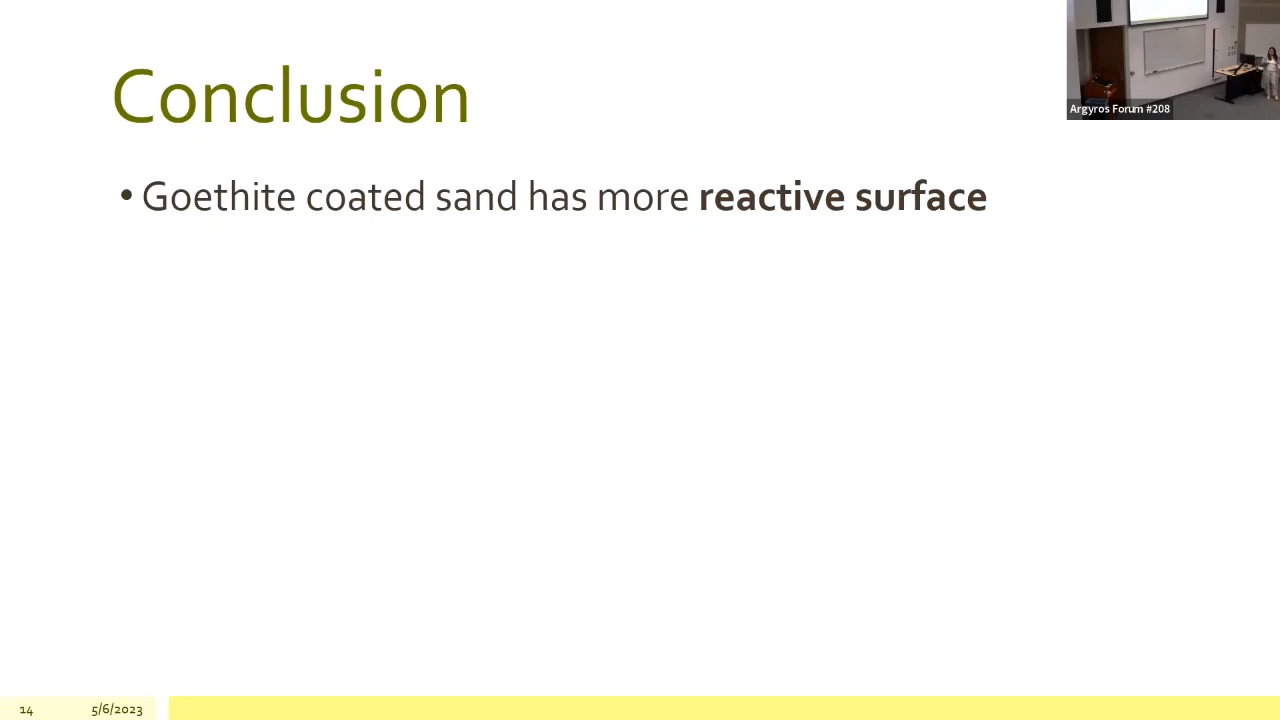 Conclusion
Argyros Forum #208
• Goethite coated sand has more reactive surface
14 5/6/2023